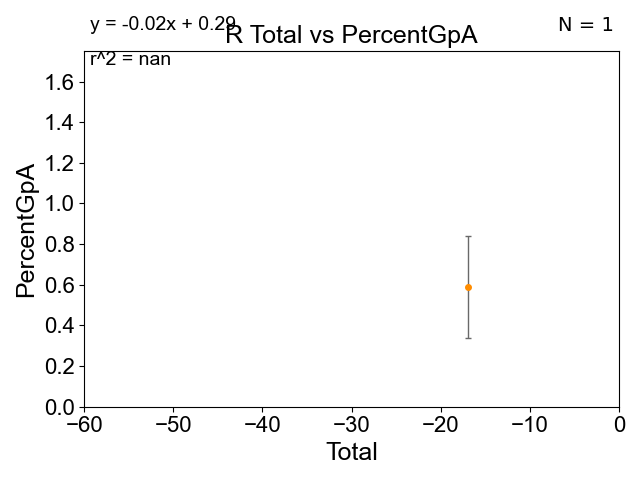 y = -0.02x + 0.29
R Total vs PercentGpA
N = 1
r^2 = nan
PercentGpA
1.6
1.4
1.2
1.0
0.8
0.6
0.4
0.2
0.0
−60 −50 −40 −30 −20 −10 0
Total